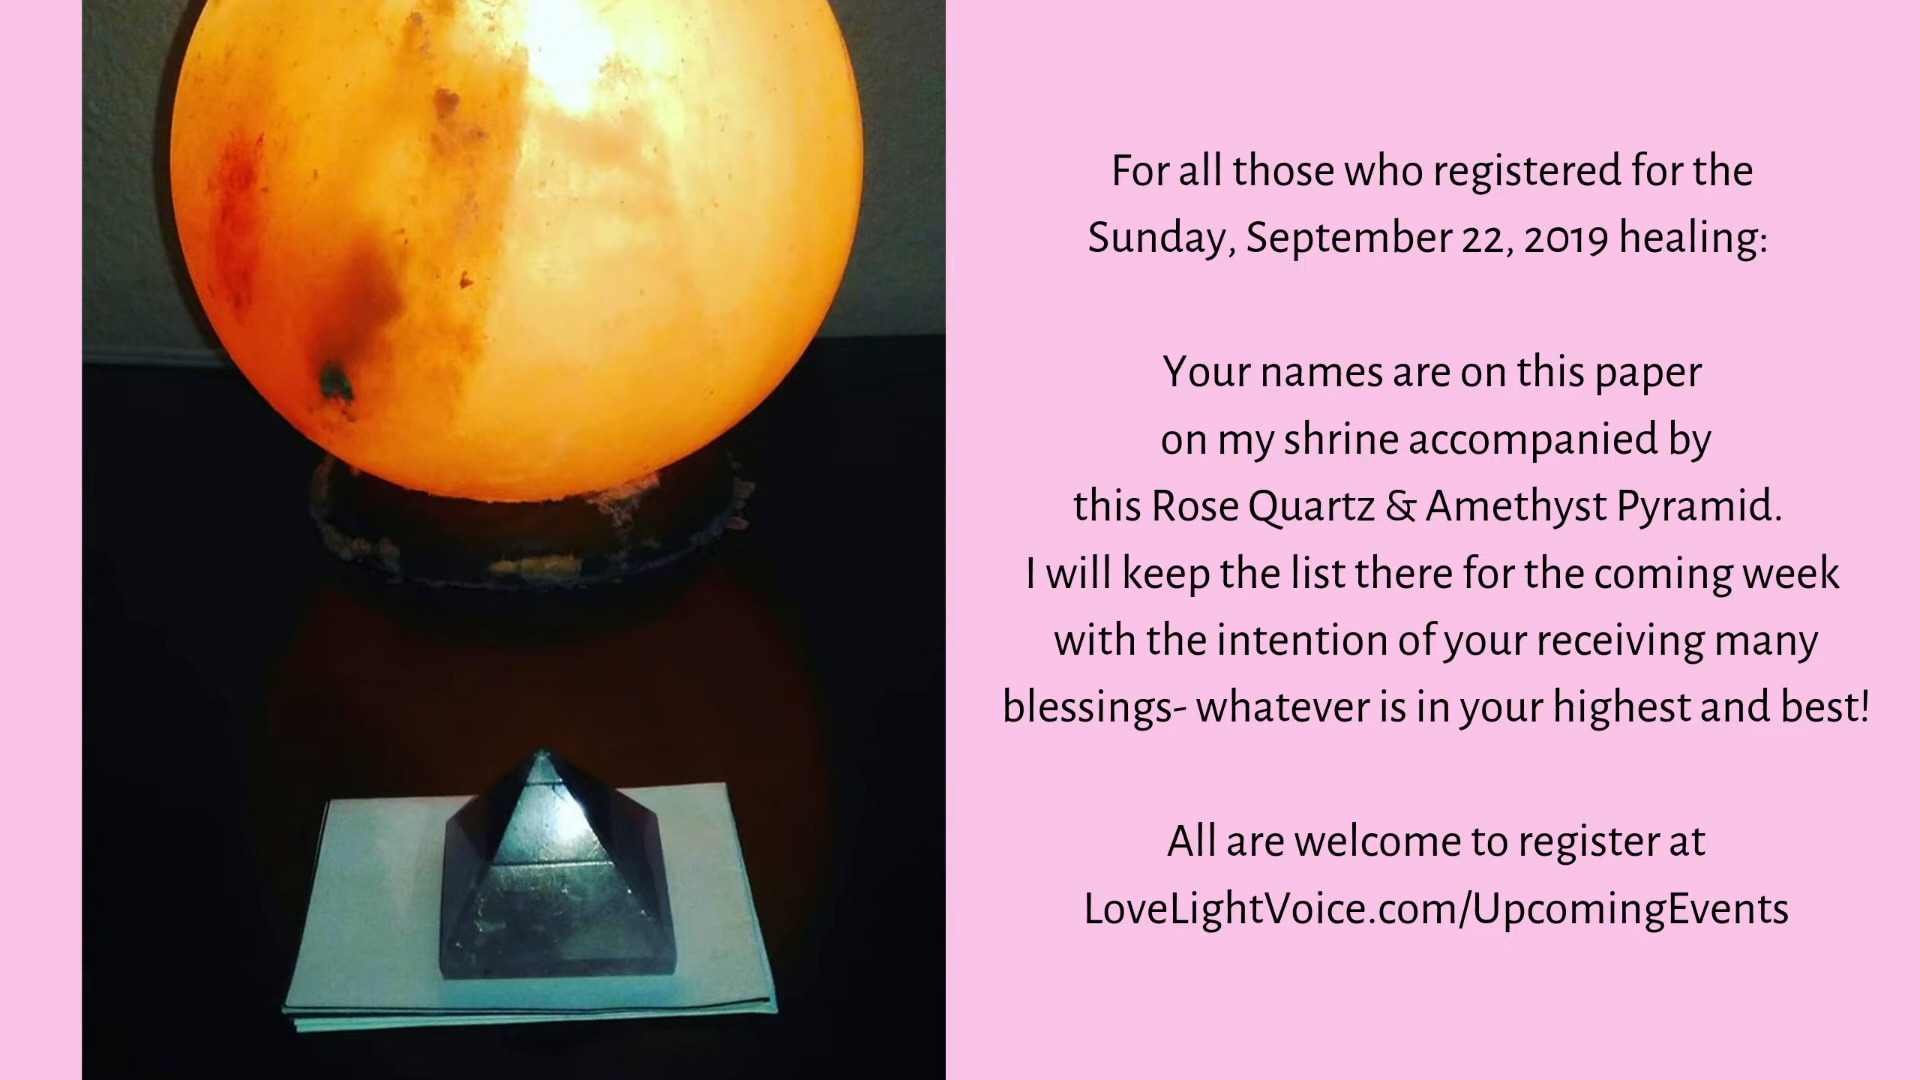 For all those who registered for the
Sunday, September 22, 2019 healing:
Your names are on this paper
on my shrine accompanied by
this Rose Quartz & Amethyst Pyramid.
I will keep the list there for the coming week
with the intention of your receiving many
blessings- whatever is in your highest and best!
All are welcome to register at
LoveLightVoice.com/UpcomingEvents